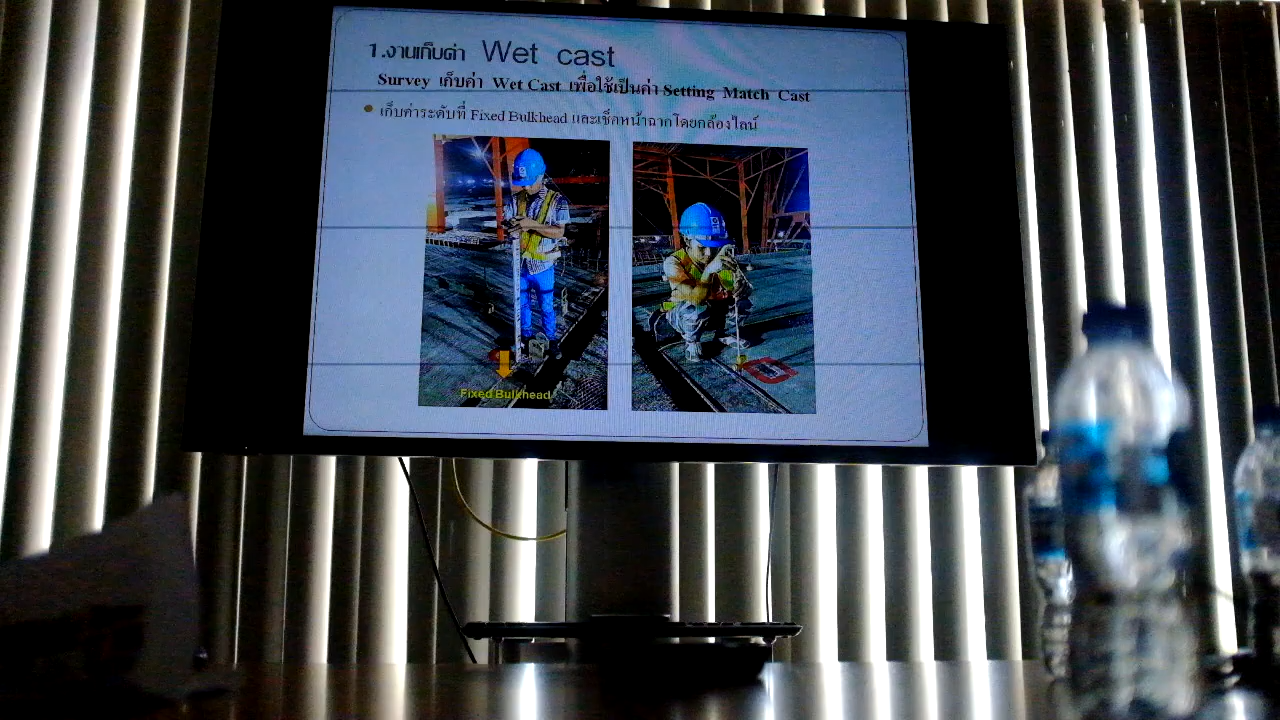 1.งานเก็บค่า Wet cast
Survey เก็บค่า Wet Cast เพื่อใช้เป็นค่า Setting Match Cast
เก็บค่าระดับที่ Fixed Bulkhead และเช็คหน้าฉากโดยกล้องไลน์
Fixed Bulkhead